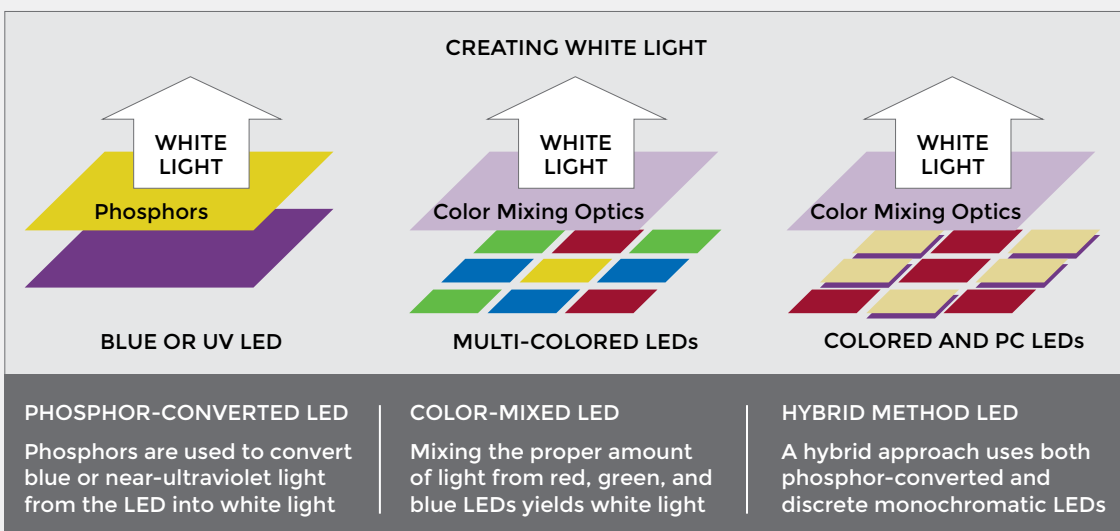 CREATING WHITE LIGHT
WHITE
LIGHT
Phosphors
BLUE OR UV LED
WHITE
LIGHT
Color Mixing Optics
MULTI-COLORED LEDs
WHITE
LIGHT
Color Mixing Optics
COLORED AND PC LEDs
PHOSPHOR-CONVERTED LED
Phosphors are used to convert
blue or near-ultraviolet light
from the LED into white light
COLOR-MIXED LED
Mixing the proper amount
of light from red, green, and
blue LEDs yields white light
HYBRID METHOD LED
A hybrid approach uses both
phosphor-converted and
discrete monochromatic LEDs